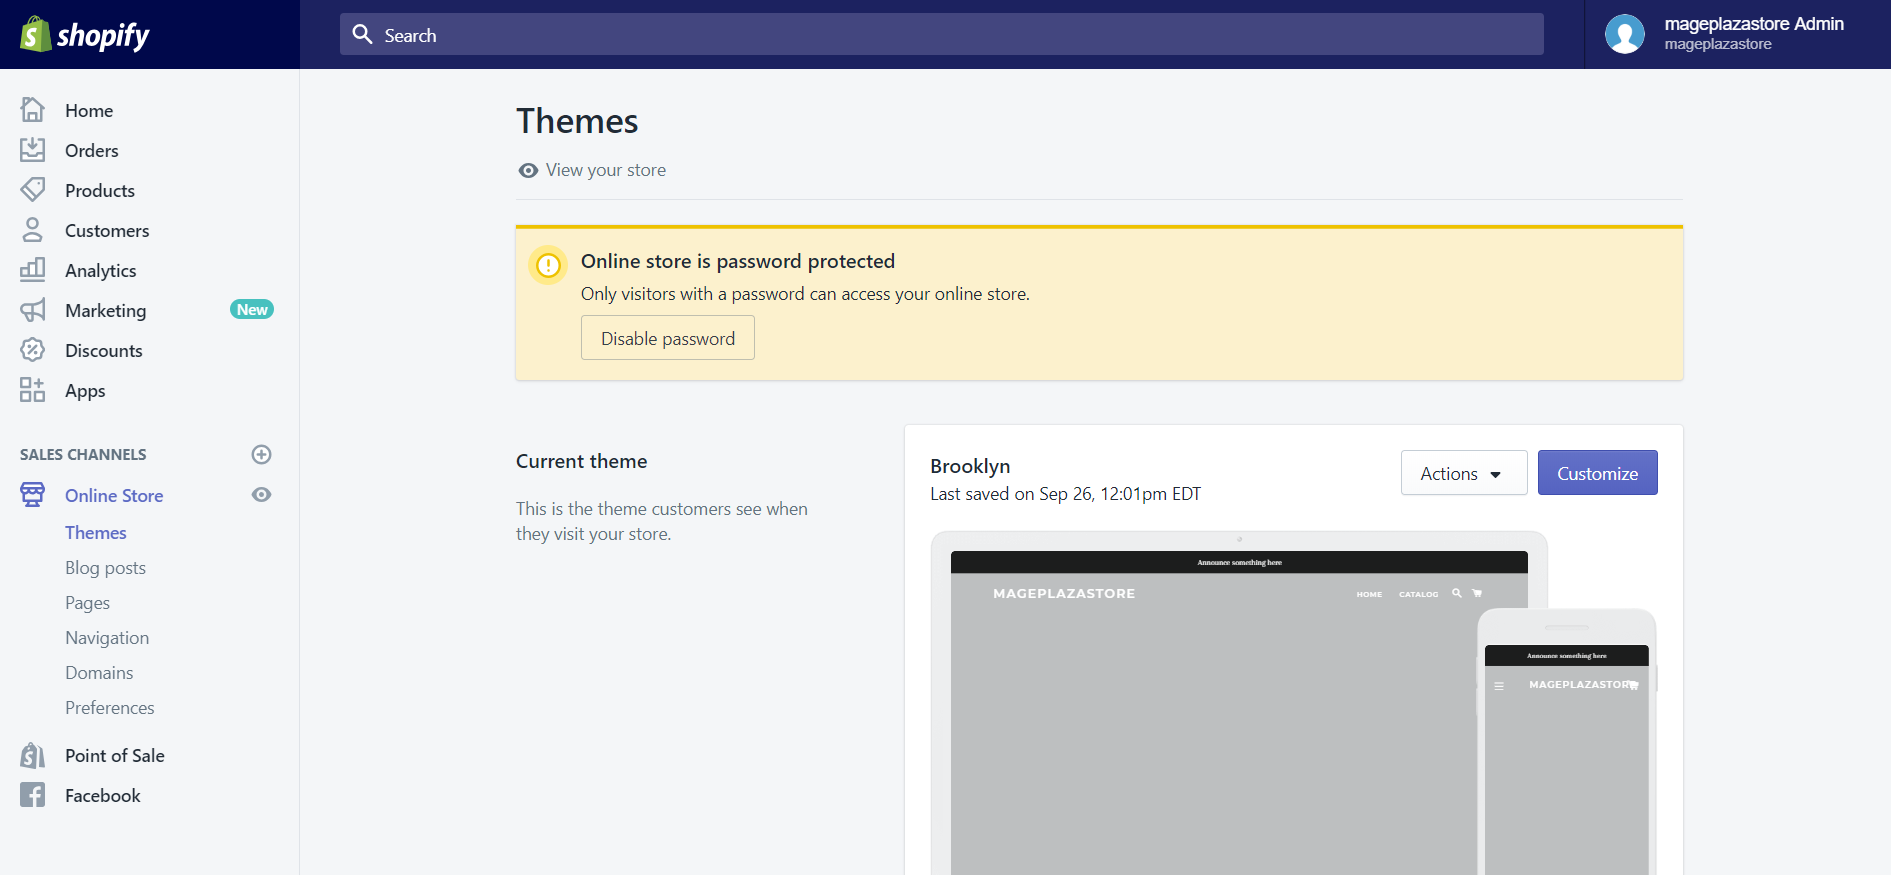 shopify
Search
mageplazastore Admin
mageplazastore
Home
Orders
Products
Customers
Analytics
Marketing New
Discounts
Apps
SALES CHANNELS
Online Store
Themes
Blog posts
Pages
Navigation
Domains
Preferences
Point of Sale
Facebook
Themes
View your store
Online store is password protected
Only visitors with a password can access your online store.
Disable password
Current theme
This is the theme customers see when
they visit your store.
Brooklyn
Last saved on Sep 26, 12:01pm EDT
Actions
Customize
Announce something here
MAGEPLAZASTORE
HOME CATALOG
Announce something here
MAGEPLAZASTOR